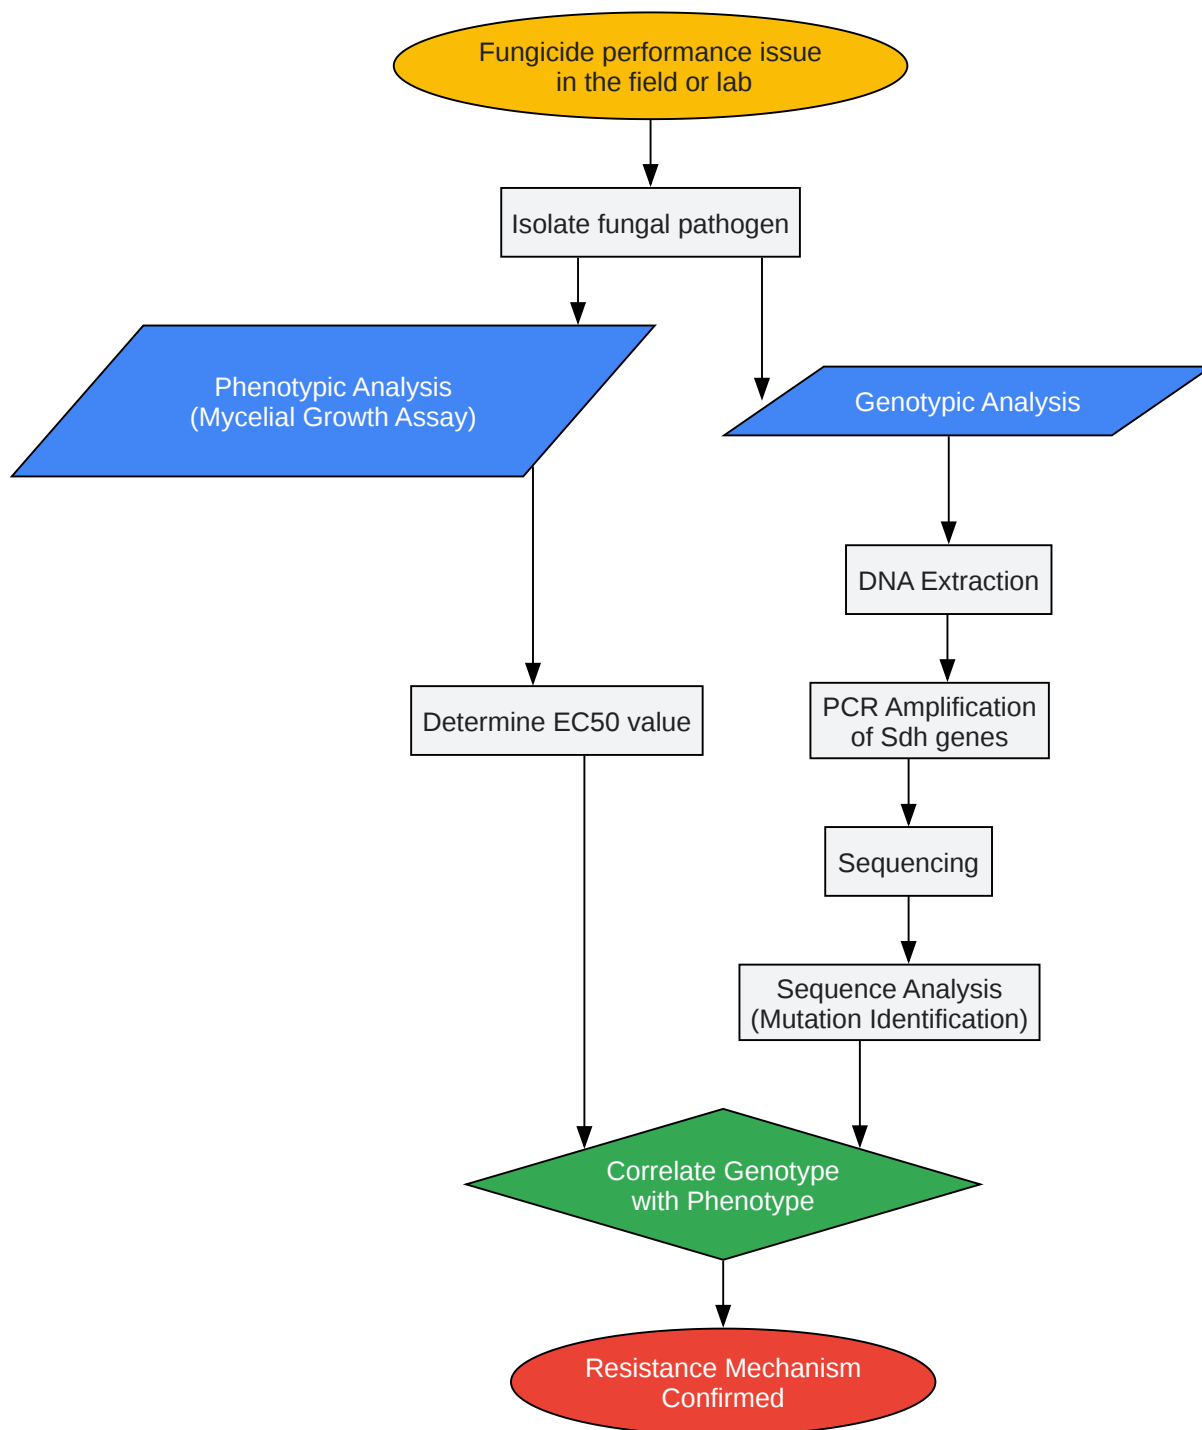 Fungicide performance issue
in the field or lab
Isolate fungal pathogen
Phenotypic Analysis
(Mycelial Growth Assay)
Genotypic Analysis
DNA Extraction
Determine EC50 value
PCR Amplification
of Sdh genes
Sequencing
Sequence Analysis
(Mutation Identification)
Correlate Genotype
with Phenotype
Resistance Mechanism
Confirmed